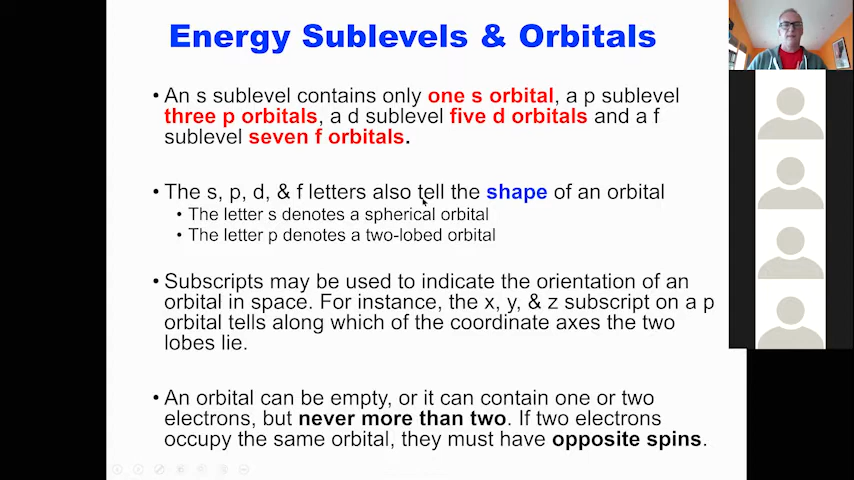 Energy Sublevels & Orbitals
• An s sublevel contains only one s orbital, a p sublevel
three p orbitals, a d sublevel five d orbitals and a f
sublevel seven f orbitals.
• The s, p, d, & f letters also tell the shape of an orbital
• The letter s denotes a spherical orbital
• The letter p denotes a two-lobed orbital
• Subscripts may be used to indicate the orientation of an
orbital in space. For instance, the x, y, & z subscript on a p
orbital tells along which of the coordinate axes the two
lobes lie.
• An orbital can be empty, or it can contain one or two
electrons, but never more than two. If two electrons
occupy the same orbital, they must have opposite spins.